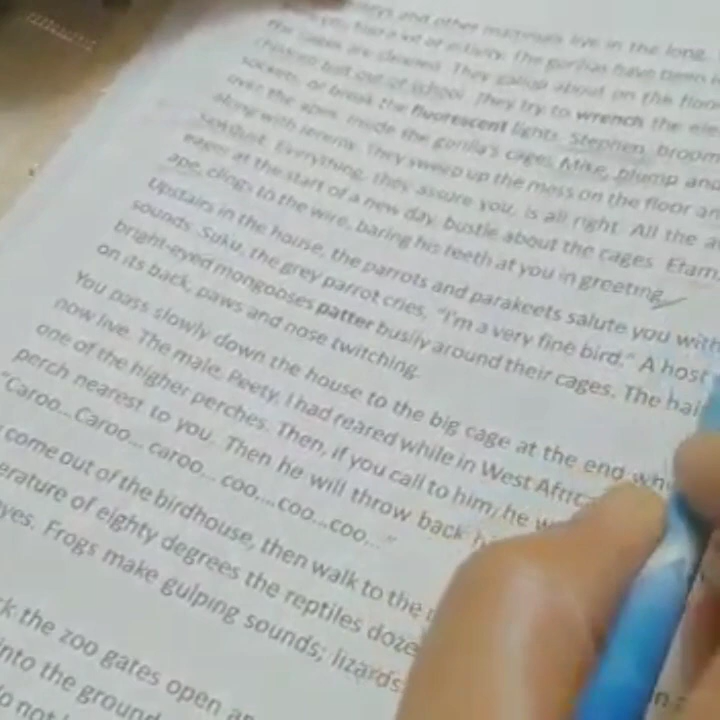 and other mammals live in the long,
a lot of activity. The gorillas have been
are cleaned. They gallop about on the floor
out of school. They try to wrench the
sockets, or break the fluorescent lights. Stephen, broom
over the apes. Inside the gorilla's cages, Mike, plump and
along with Jeremy. They sweep up the mess on the floor an
sawdust. Everything, they assure you, is all right. All the a
eager at the start of a new day, bustle about the cages. Etam
ape, clings to the wire, baring his teeth at you in greeting.
Upstairs in the house, the parrots and parakeets salute you with
sounds. Suku, the grey parrot cries, "I'm a very fine bird." A host
bright-eyed mongooses patter busily around their cages. The hai
on its back, paws and nose twitching.
You pass slowly down the house to the big cage at the end wh
now live. The male, Peety, I had reared while in West Afric
one of the higher perches. Then, if you call to him, he w
perch nearest to you. Then he will throw back h
"Caroo... Caroo... caroo... coo....coo...coo..."
come out of the birdhouse, then walk to the r
erature of eighty degrees the reptiles doze
yes. Frogs make gulping sounds; lizards
ck the zoo gates open an
into the ground
o not